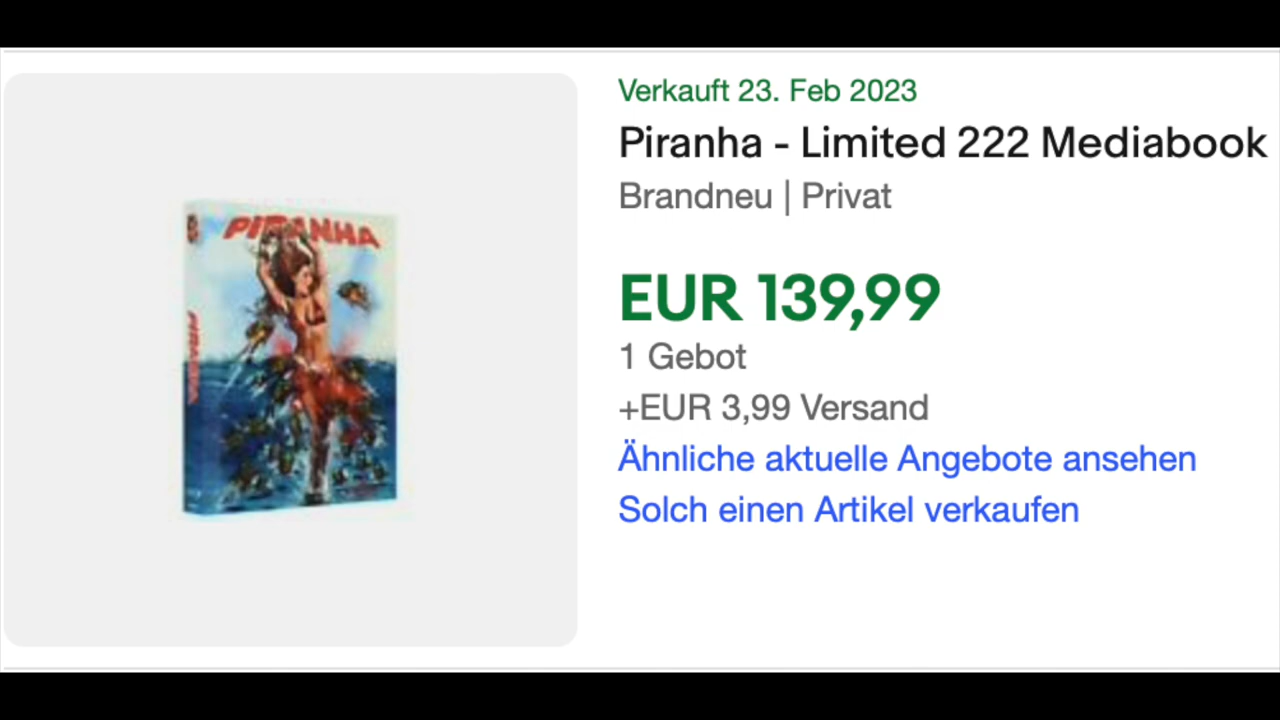 PIRANHA
PIRANHA
Verkauft 23. Feb 2023
Piranha - Limited 222 Mediabook
Brandneu | Privat
EUR 139,99
1 Gebot
+EUR 3,99 Versand
Ähnliche aktuelle Angebote ansehen
Solch einen Artikel verkaufen